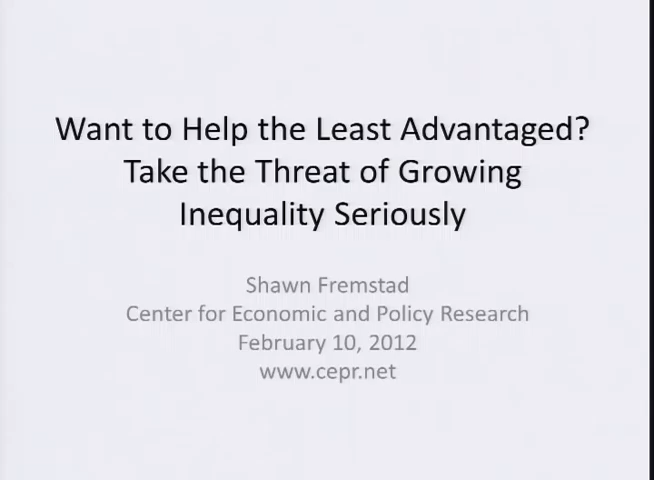 Want to Help the Least Advantaged?
Take the Threat of Growing
Inequality Seriously
Shawn Fremstad
Center for Economic and Policy Research
February 10, 2012
www.cepr.net